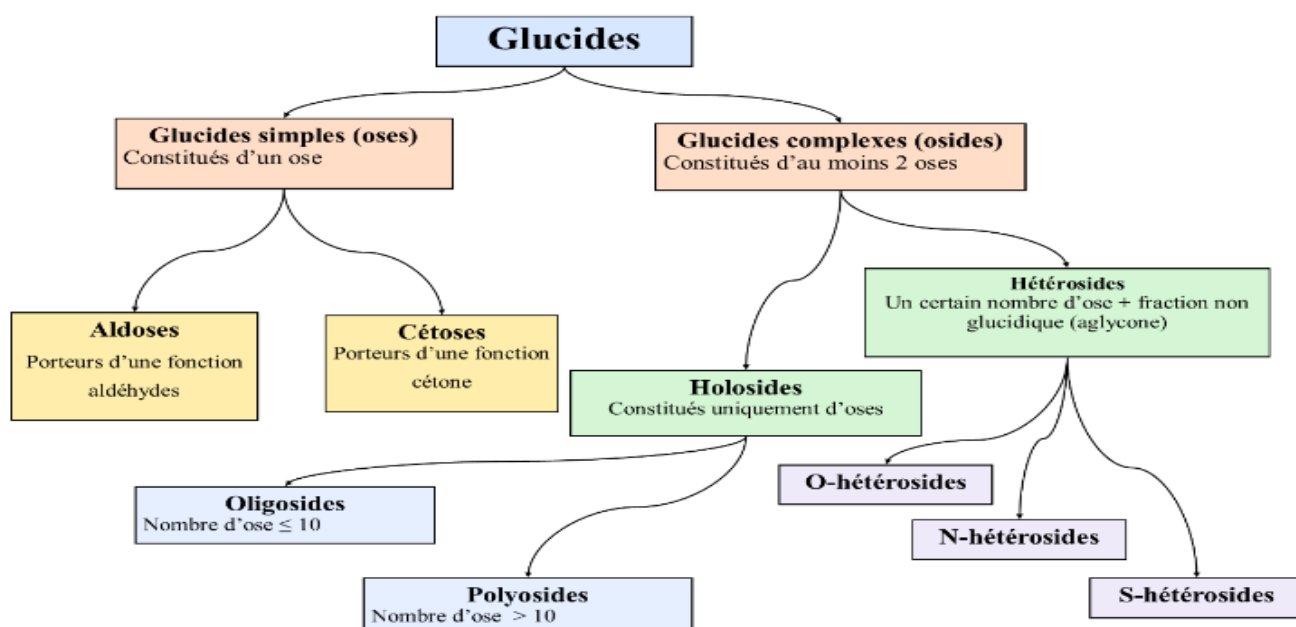 Glucides
Glucides simples (oses)
Constitués d'un ose
Glucides complexes (osides)
Constitués d'au moins 2 oses
Aldoses
Porteurs d'une fonction
aldéhydes
Cétoses
Porteurs d'une fonction
cétone
Hétérosides
Un certain nombre d'ose + fraction non
glucidique (aglycone)
Holosides
Constitués uniquement d'oses
Oligosides
Nombre d'ose ≤ 10
Polyosides
Nombre d'ose > 10
O-hétérosides
N-hétérosides
S-hétérosides